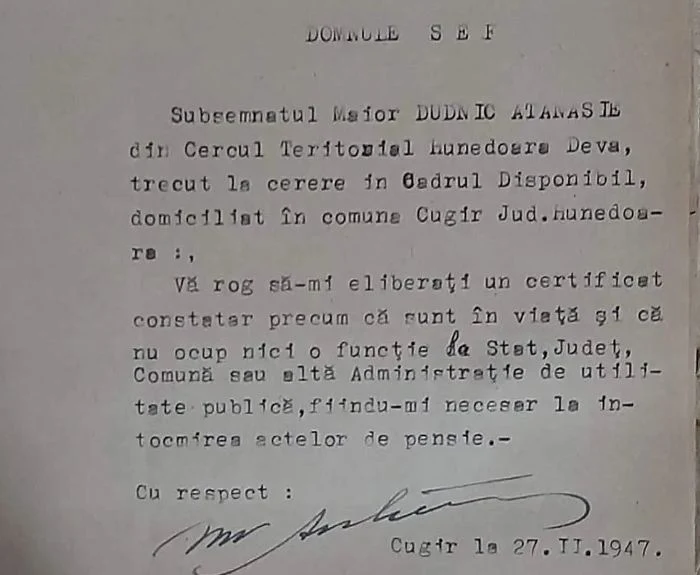 DOMNULE S E F
Subsemnatul Maior DUDNIC ATANASIE
din Cercul Teritorial Hunedoara Deva,
trecut la cerere in Cadrul Disponibil,
domiciliat în comuna Cugir Jud.Hunedoa-
ra :,
Vă rog să-mi eliberaţi un certificat
constatar precum că sunt în viaţă şi că
nu ocup nici o funcţie la Stat,Judeţ,
Comună sau altă Administraţie de utili-
tate publică,fiindu-mi necesar la în-
tocmirea actelor de pensie.-
Cu respect :
Cugir la 27.II.1947.